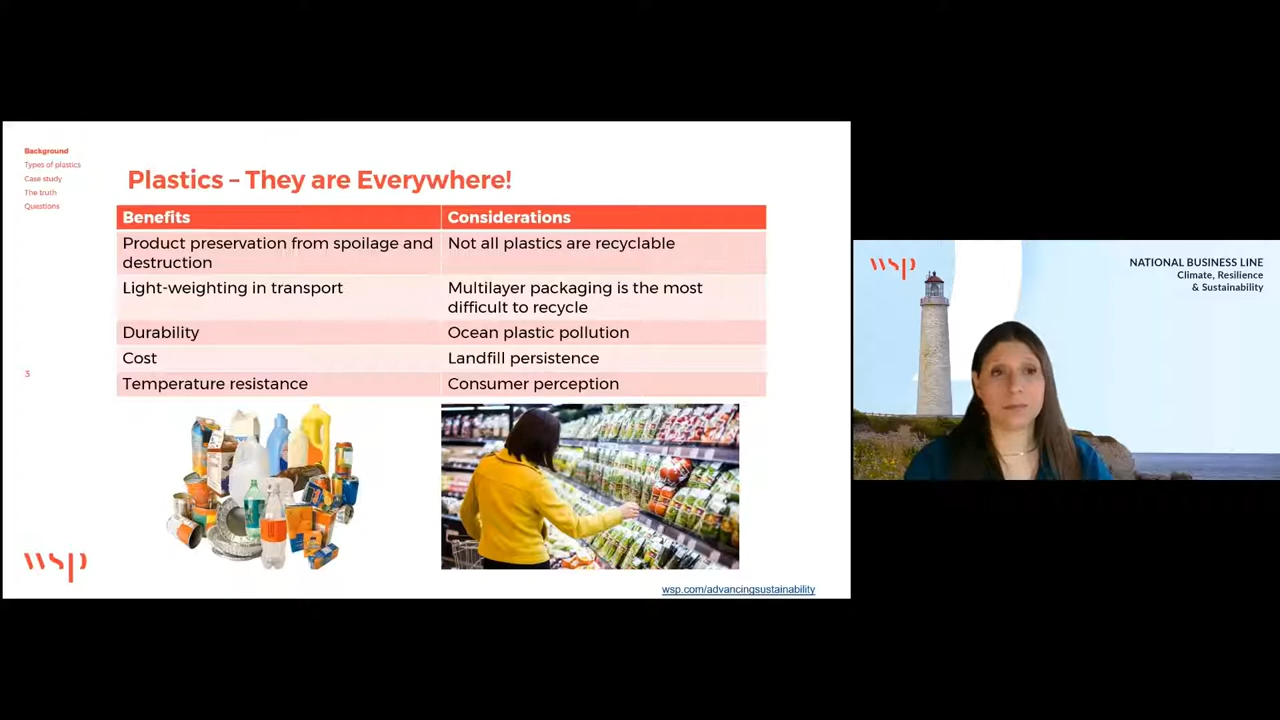 Background
Types of plastics
Case study
The truth
Questions
Plastics – They are Everywhere!
Benefits
Considerations
Product preservation from spoilage and
destruction
Not all plastics are recyclable
Light-weighting in transport
Multilayer packaging is the most
difficult to recycle
Durability
Ocean plastic pollution
Cost
Landfill persistence
Temperature resistance
Consumer perception
3
wsp
wsp.com/advancingsustainability
wsp
NATIONAL BUSINESS LINE
Climate, Resilience
& Sustainability